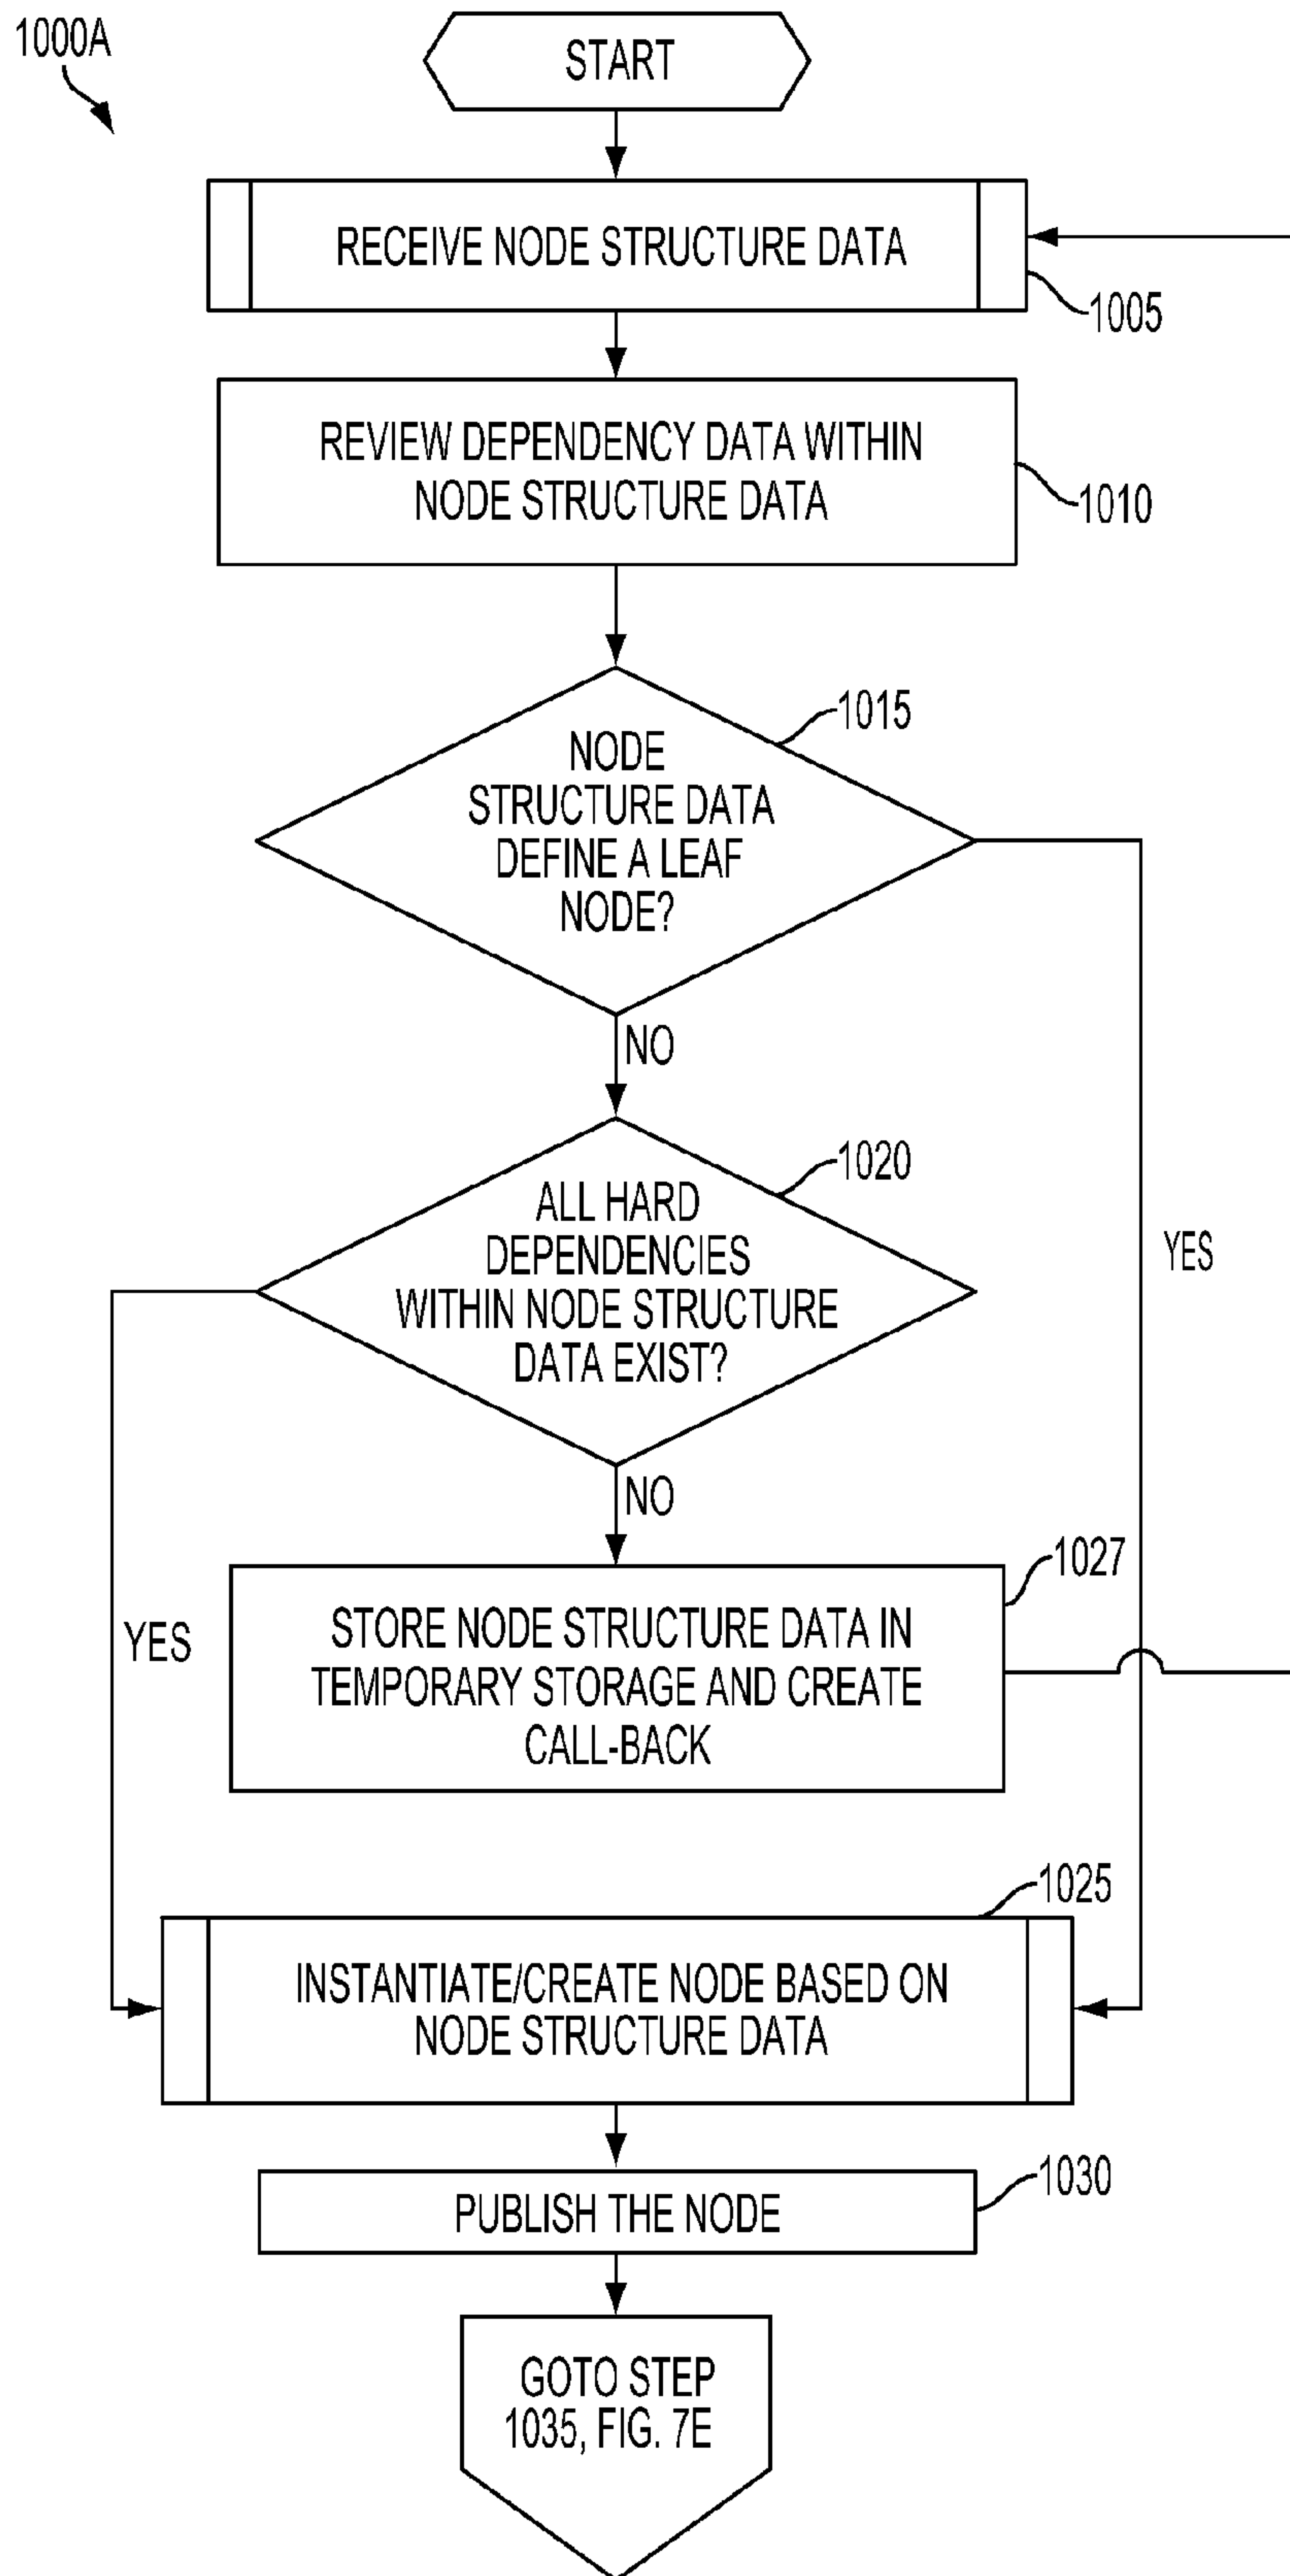 1000A
START
RECEIVE NODE STRUCTURE DATA
1005
REVIEW DEPENDENCY DATA WITHIN
NODE STRUCTURE DATA
1010
1015
NODE
STRUCTURE DATA
DEFINE A LEAF
NODE?
NO
1020
ALL HARD
DEPENDENCIES
WITHIN NODE STRUCTURE
DATA EXIST?
YES
NO
1027
STORE NODE STRUCTURE DATA IN
TEMPORARY STORAGE AND CREATE
CALL-BACK
YES
1025
INSTANTIATE/CREATE NODE BASED ON
NODE STRUCTURE DATA
1030
PUBLISH THE NODE
GOTO STEP
1035, FIG. 7E